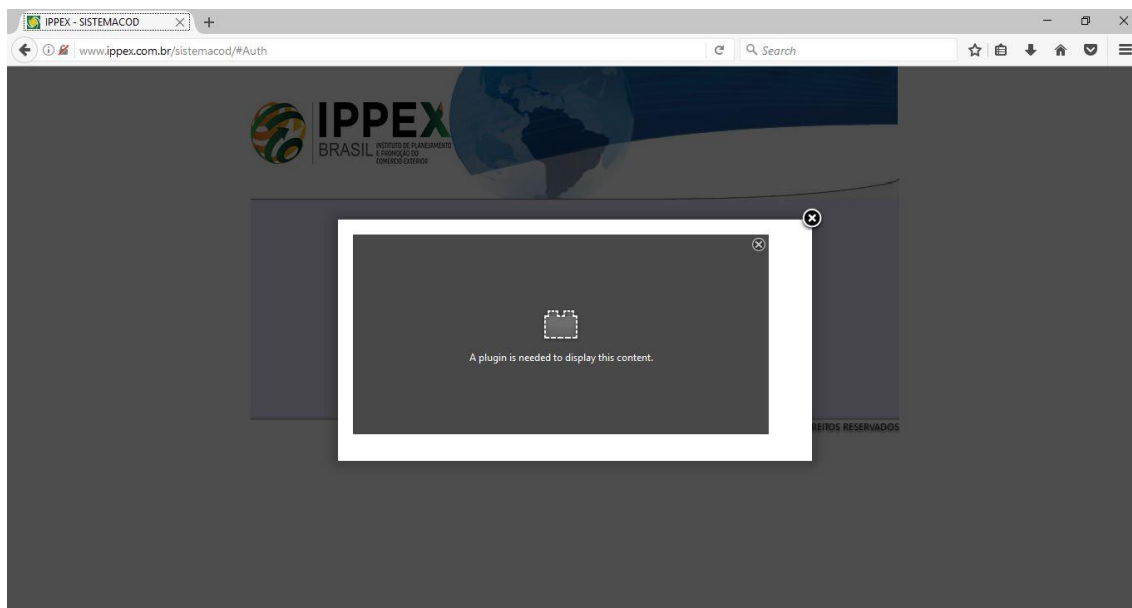 IPPEX - SISTEMACOD
www.ippex.com.br/sistemacod/#Auth
Search
IPPEX
BRASIL
INSTITUTO DE PLANEJAMENTO
E PROMOÇÃO DO
COMÉRCIO EXTERIOR
A plugin is needed to display this content.
REITOS RESERVADOS